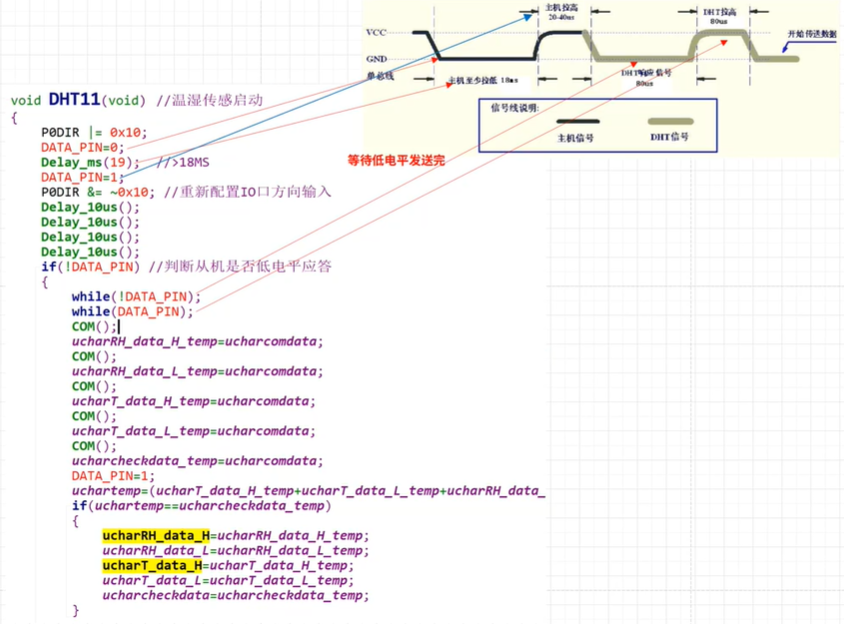 主机拉高
20-40us
DHT拉高
80us
VCC
开始传送数据
GND
单总线
主机至少拉低 18ms
DHT响应信号
80us
信号线说明:
主机信号
DHT信号
等待低电平发送完
void DHT11(void) //温湿传感启动
{
P0DIR |= 0x10;
DATA_PIN=0;
Delay_ms(19); //>18MS
DATA_PIN=1;
P0DIR &= ~0x10; //重新配置IO口方向输入
Delay_10us();
Delay_10us();
Delay_10us();
Delay_10us();
if(!DATA_PIN) //判断从机是否低电平应答
{
while(!DATA_PIN);
while(DATA_PIN);
COM();
ucharRH_data_H_temp=ucharcomdata;
COM();
ucharRH_data_L_temp=ucharcomdata;
COM();
ucharT_data_H_temp=ucharcomdata;
COM();
ucharT_data_L_temp=ucharcomdata;
COM();
ucharcheckdata_temp=ucharcomdata;
DATA_PIN=1;
uchartemp=(ucharT_data_H_temp+ucharT_data_L_temp+ucharRH_data_
if(uchartemp==ucharcheckdata_temp)
{
ucharRH_data_H=ucharRH_data_H_temp;
ucharRH_data_L=ucharRH_data_L_temp;
ucharT_data_H=ucharT_data_H_temp;
ucharT_data_L=ucharT_data_L_temp;
ucharcheckdata=ucharcheckdata_temp;
}